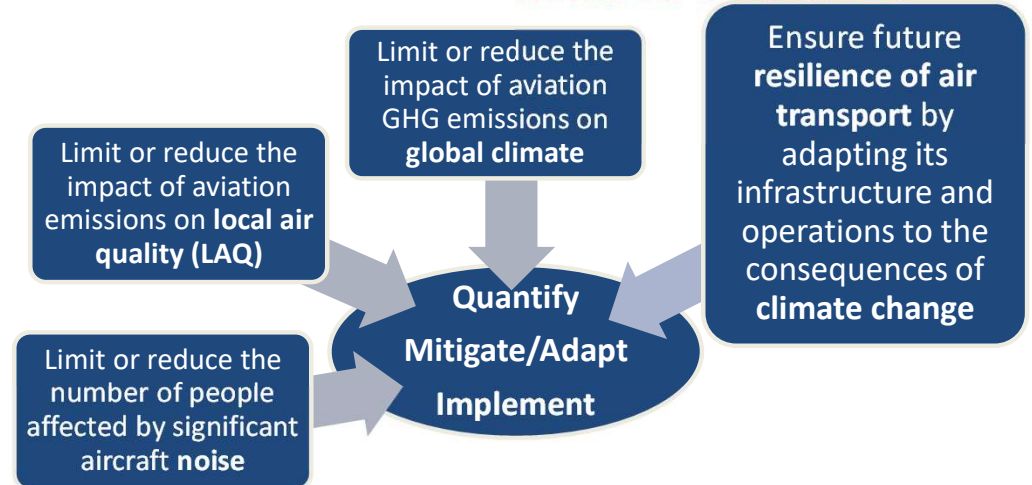 Limit or reduce the
impact of aviation
GHG emissions on
global climate
Ensure future
resilience of air
transport by
adapting its
infrastructure and
operations to the
consequences of
climate change
Limit or reduce the
impact of aviation
emissions on local air
quality (LAQ)
Quantify
Mitigate/Adapt
Implement
Limit or reduce the
number of people
affected by significant
aircraft noise